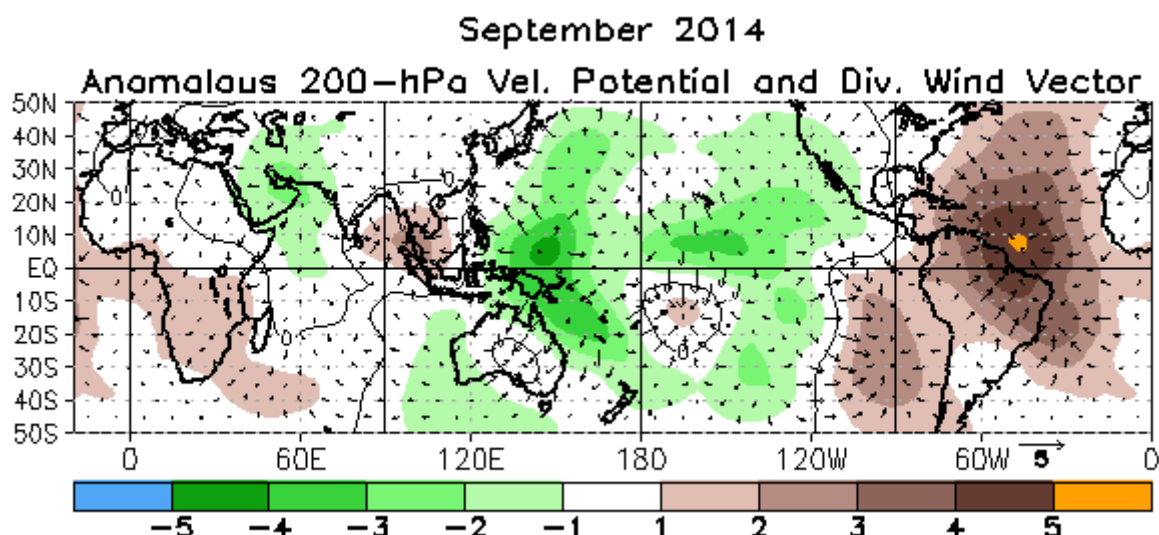 September 2014
Anomalous 200-hPa Vel. Potential and Div. Wind Vector
50N
40N
30N
20N
10N
EQ
10S
20S
30S
40S
50S
0 60E 120E 180 120W 60W 5 0
-5 -4 -3 -2 -1 1 2 3 4 5